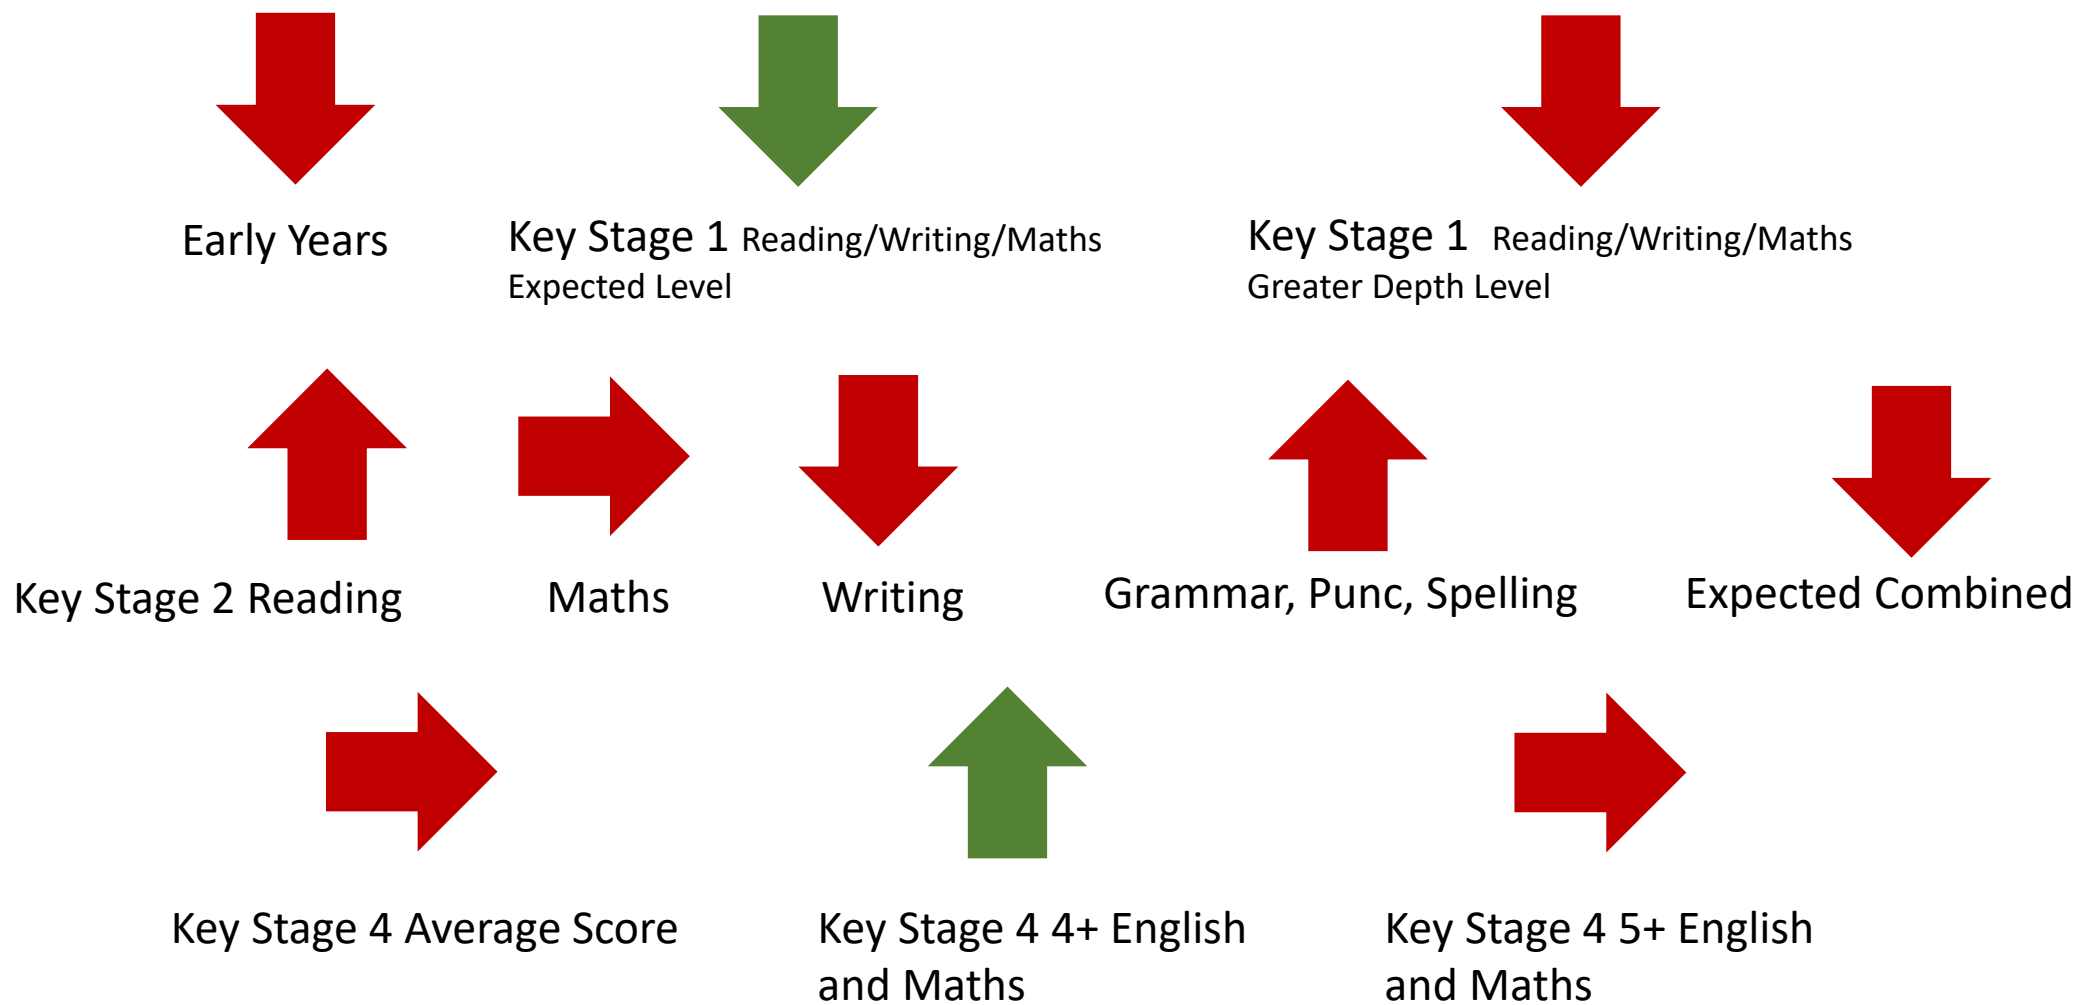 Early Years
Key Stage 1 Reading/Writing/Maths
Expected Level
Key Stage 1 Reading/Writing/Maths
Greater Depth Level
Key Stage 2 Reading
Maths
Writing
Grammar, Punc, Spelling
Expected Combined
Key Stage 4 Average Score
Key Stage 4 4+ English
and Maths
Key Stage 4 5+ English
and Maths